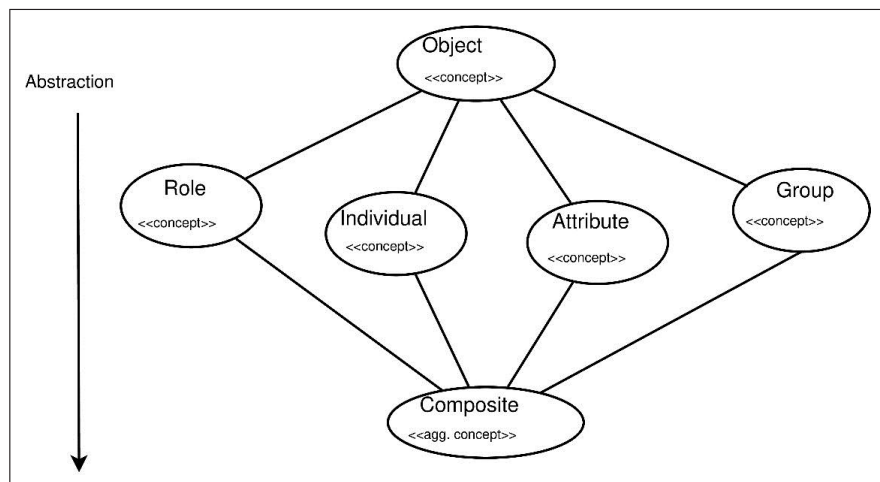 Object
<<concept>>
Abstraction
Role
<<concept>>
Individual
<<concept>>
Attribute
<<concept>>
Group
<<concept>>
Composite
<<agg. concept>>